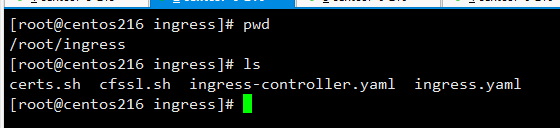 [root@centos216 ingress]# pwd
/root/ingress
[root@centos216 ingress]# ls
certs.sh  cfssl.sh  ingress-controller.yaml  ingress.yaml
[root@centos216 ingress]#